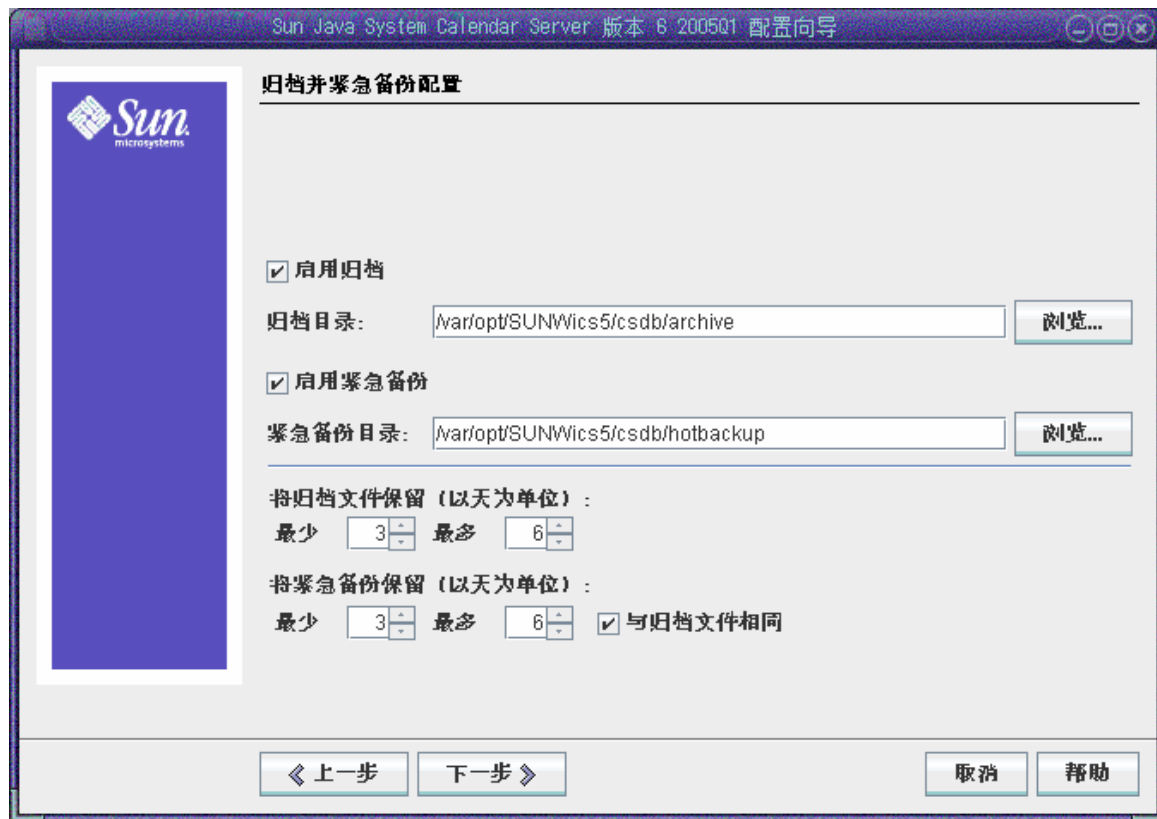 Sun Java System Calendar Server 版本 6 2005Q1 配置向导
Sun
microsystems
归档并紧急备份配置
启用归档
归档目录: /var/opt/SUNWics5/csdb/archive 浏览...
启用紧急备份
紧急备份目录: /var/opt/SUNWics5/csdb/hotbackup 浏览...
将归档文件保留（以天为单位）:
最少 3 最多 6
将紧急备份保留（以天为单位）:
最少 3 最多 6 与归档文件相同
上一步 下一步 取消 帮助